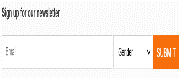 Sign up for our newsletter
Email
Gender
SUBMIT